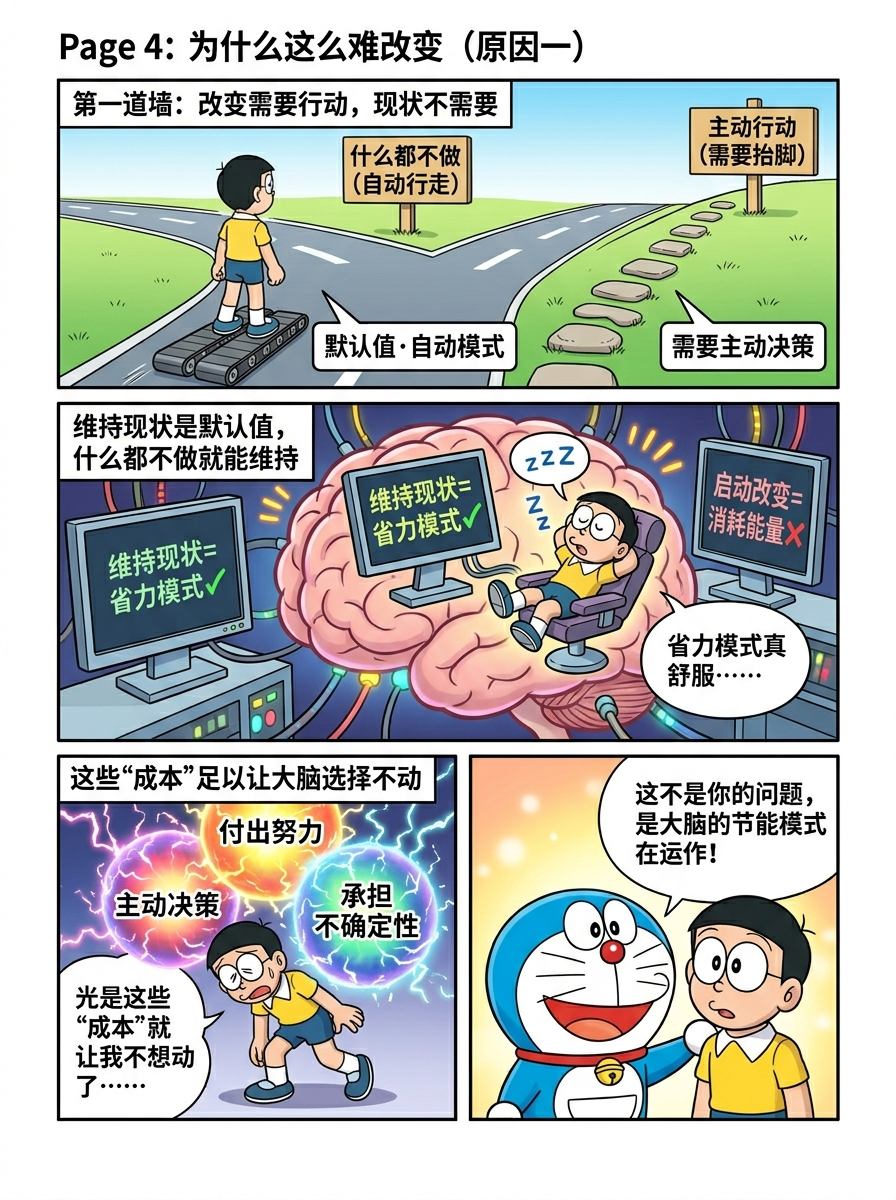 Page 4：为什么这么难改变（原因一）
第一道墙：改变需要行动，现状不需要
什么都不做
（自动行走）
主动行动
（需要抬脚）
默认值·自动模式
需要主动决策
维持现状是默认值，
什么都不做就能维持
维持现状=
省力模式✓
维持现状=
省力模式✓
zzz
z
z
启动改变=
消耗能量✗
省力模式真
舒服……
这些“成本”足以让大脑选择不动
付出努力
主动决策
承担
不确定性
光是这些
“成本”就
让我不想动
了……
这不是你的问题，
是大脑的节能模式
在运作！